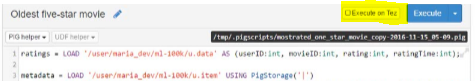 Oldest five-star movie
Execute on Tez
Execute
PIG helper
UDF helper
/tmp/.pigscripts/mostrated_one_star_movie_copy-2016-11-15_05-09.pig
1 ratings = LOAD '/user/maria_dev/ml-100k/u.data' AS (userID:int, movieID:int, rating:int, ratingTime:int);
2
3 metadata = LOAD '/user/maria_dev/ml-100k/u.item' USING PigStorage('|')